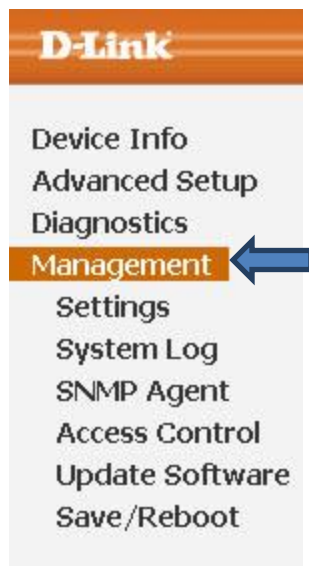 D-Link
Device Info
Advanced Setup
Diagnostics
Management
Settings
System Log
SNMP Agent
Access Control
Update Software
Save/Reboot